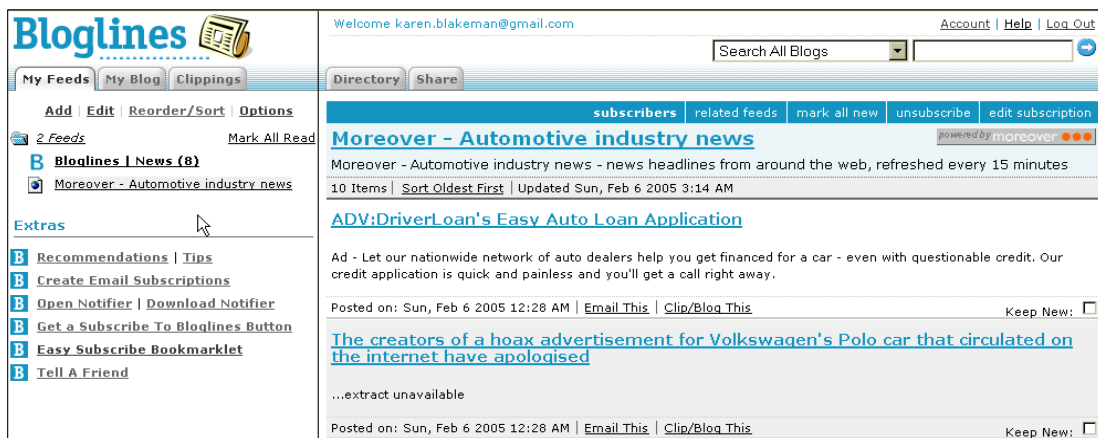 Bloglines
Welcome karen.blakeman@gmail.com
Account | Help | Log Out
Search All Blogs
My Feeds
My Blog
Clippings
Directory
Share
Add | Edit | Reorder/Sort | Options
2 Feeds
Mark All Read
B Bloglines | News (8)
Moreover - Automotive industry news
Extras
B Recommendations | Tips
B Create Email Subscriptions
B Open Notifier | Download Notifier
B Get a Subscribe To Bloglines Button
B Easy Subscribe Bookmarklet
B Tell A Friend
subscribers | related feeds | mark all new | unsubscribe | edit subscription
Moreover - Automotive industry news
powered by moreover
Moreover - Automotive industry news - news headlines from around the web, refreshed every 15 minutes
10 Items | Sort Oldest First | Updated Sun, Feb 6 2005 3:14 AM
ADV:DriverLoan's Easy Auto Loan Application
Ad - Let our nationwide network of auto dealers help you get financed for a car - even with questionable credit. Our
credit application is quick and painless and you'll get a call right away.
Posted on: Sun, Feb 6 2005 12:28 AM | Email This | Clip/Blog This
Keep New:
The creators of a hoax advertisement for Volkswagen's Polo car that circulated on
the internet have apologised
...extract unavailable
Posted on: Sun, Feb 6 2005 12:28 AM | Email This | Clip/Blog This
Keep New: